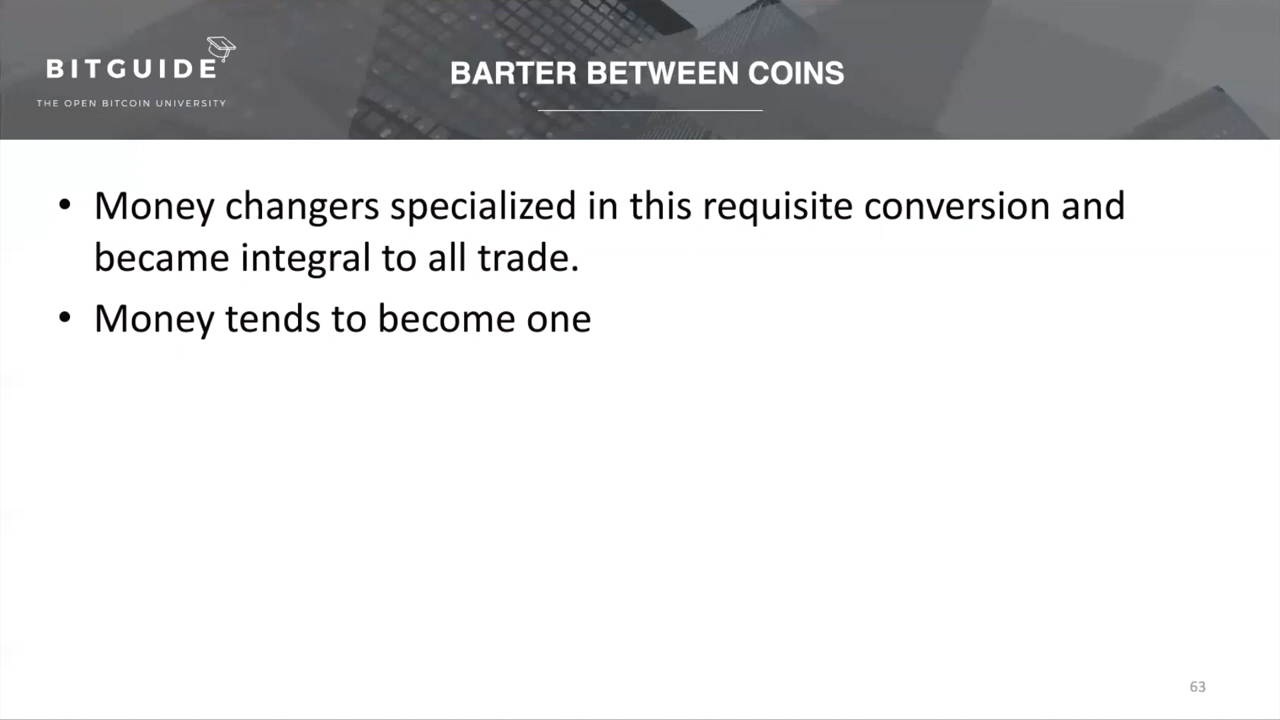 BITGUIDE
THE OPEN BITCOIN UNIVERSITY
BARTER BETWEEN COINS
• Money changers specialized in this requisite conversion and
became integral to all trade.
• Money tends to become one
63